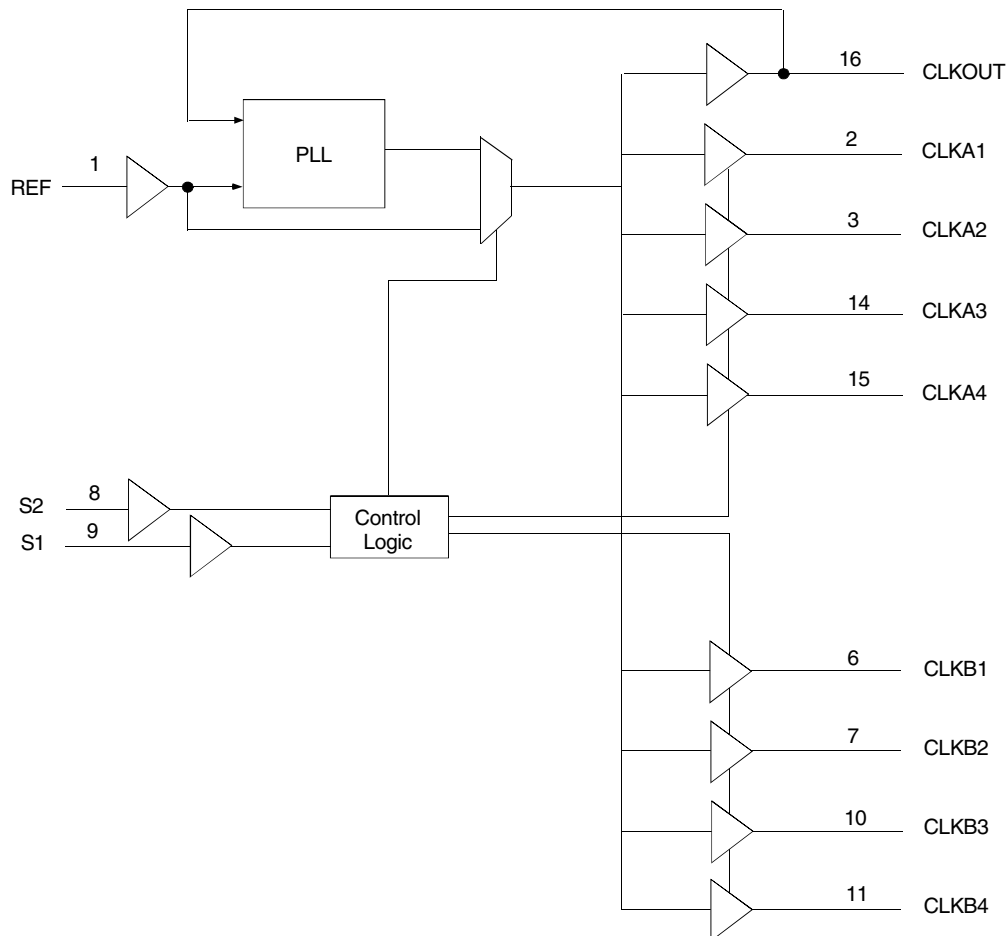 16 CLKOUT
PLL
1
REF
2 CLKA1
3 CLKA2
14 CLKA3
15 CLKA4
S2 8
S1 9
Control
Logic
6 CLKB1
7 CLKB2
10 CLKB3
11 CLKB4